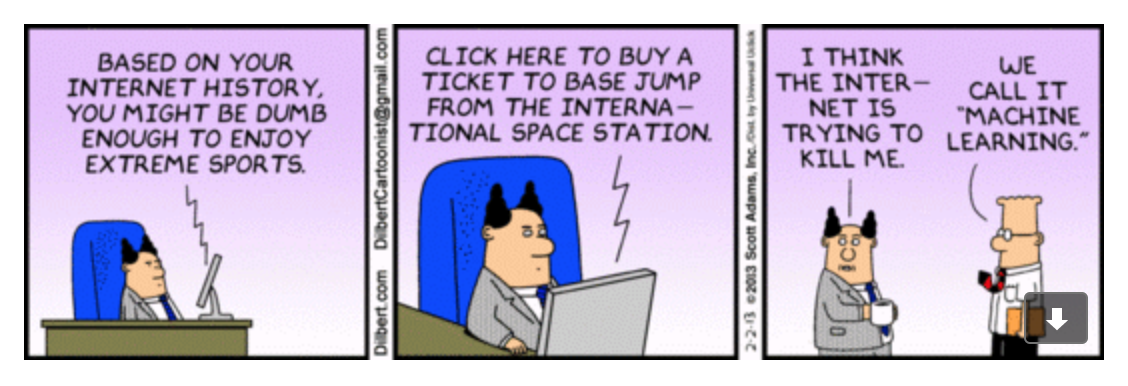 BASED ON YOUR
INTERNET HISTORY,
YOU MIGHT BE DUMB
ENOUGH TO ENJOY
EXTREME SPORTS.
Dilbert.com DilbertCartoonist@gmail.com
CLICK HERE TO BUY A
TICKET TO BASE JUMP
FROM THE INTERNA–
TIONAL SPACE STATION.
2-2-13 ©2013 Scott Adams, Inc. /Dist. by Universal Uclick
I THINK
THE INTER–
NET IS
TRYING TO
KILL ME.
WE
CALL IT
“MACHINE
LEARNING.”